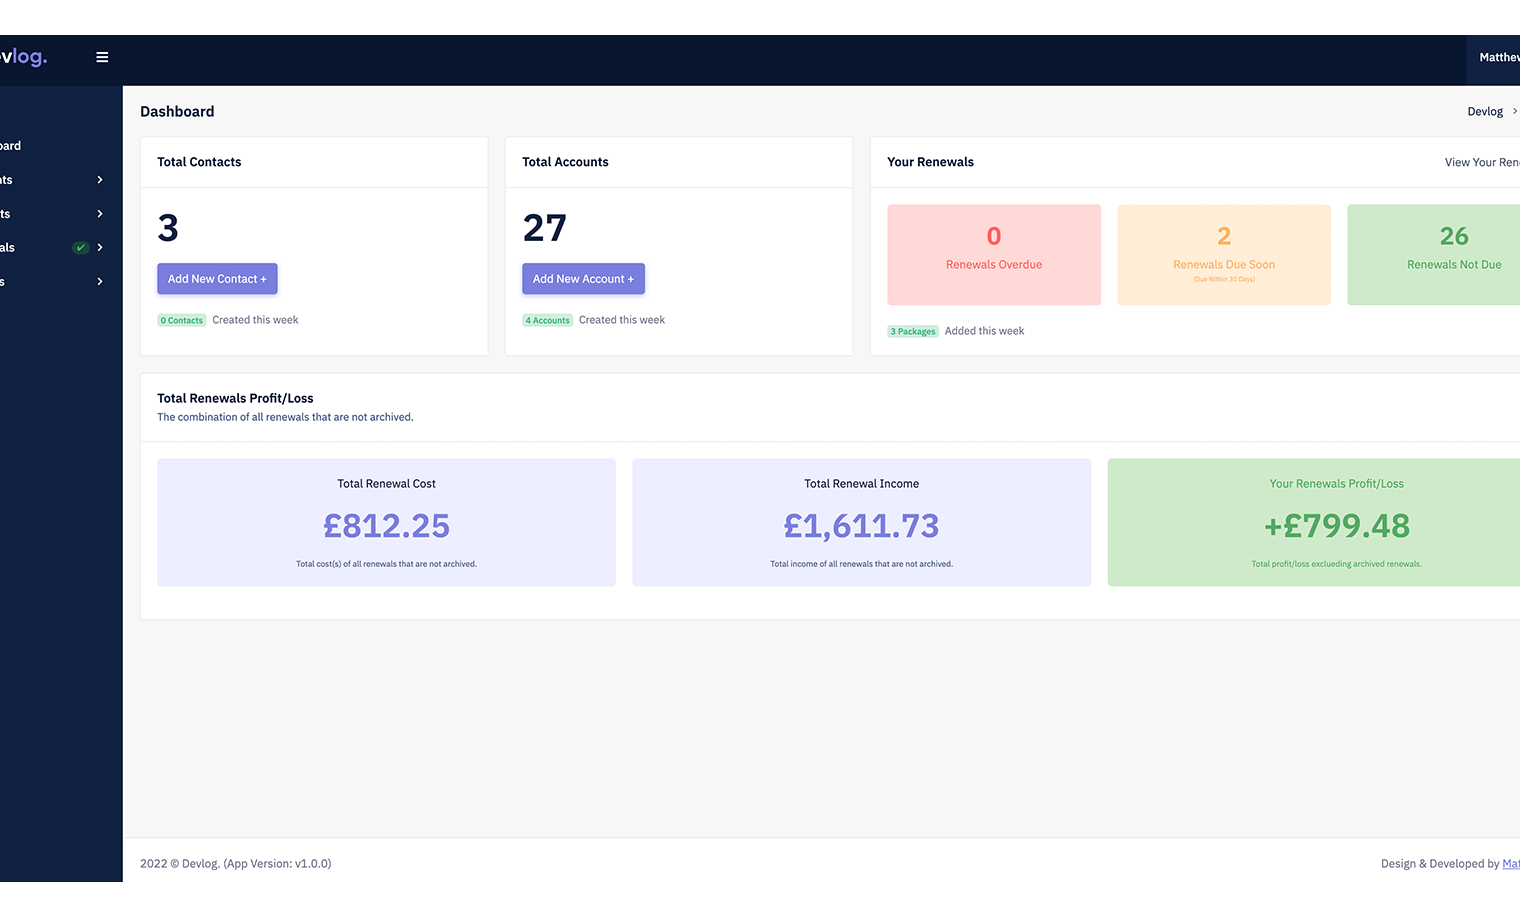 vlog.
Matthew
Dashboard
Devlog >
Total Contacts
3
Add New Contact +
0 Contacts Created this week
Total Accounts
27
Add New Account +
4 Accounts Created this week
Your Renewals
View Your Ren
0
Renewals Overdue
2
Renewals Due Soon
(Due Within 30 Days)
26
Renewals Not Due
3 Packages Added this week
Total Renewals Profit/Loss
The combination of all renewals that are not archived.
Total Renewal Cost
£812.25
Total cost(s) of all renewals that are not archived.
Total Renewal Income
£1,611.73
Total income of all renewals that are not archived.
Your Renewals Profit/Loss
+£799.48
Total profit/loss exclueding archived renewals.
2022 © Devlog. (App Version: v1.0.0)
Design & Developed by Mat